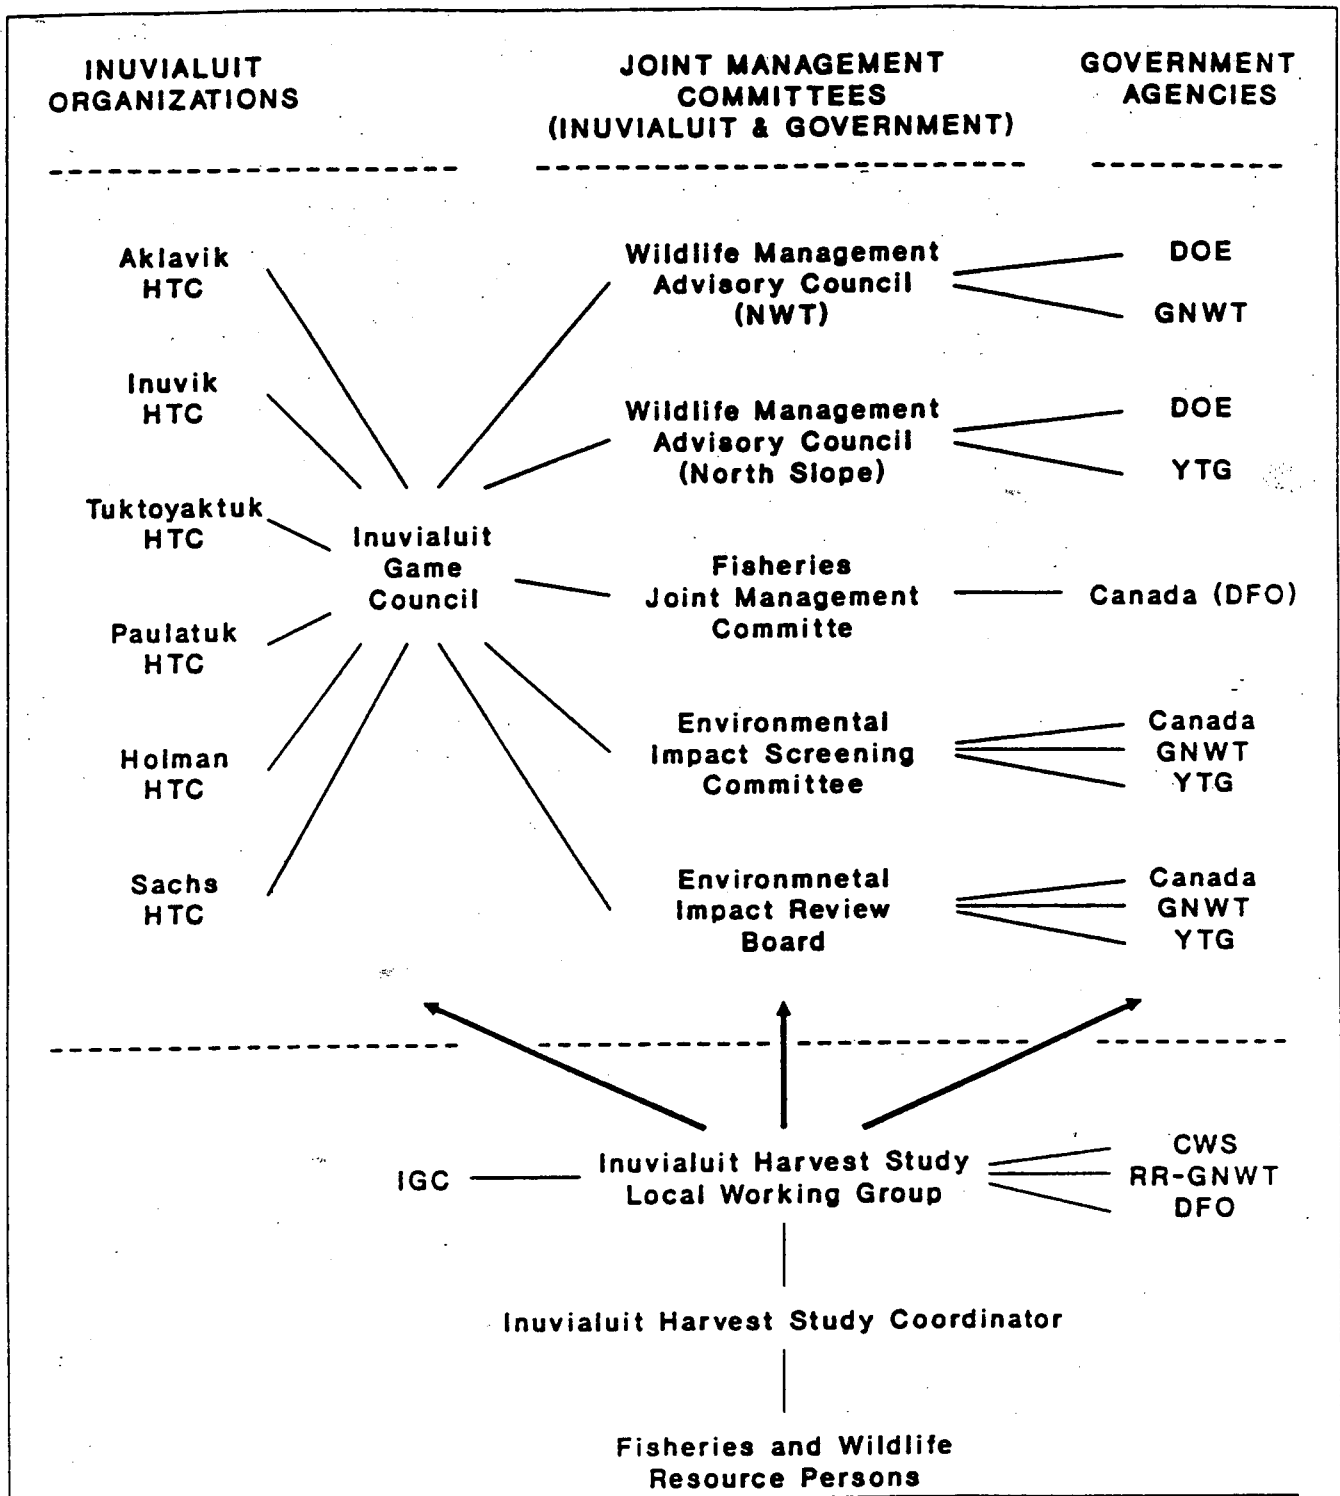 INUVIALUIT
ORGANIZATIONS
JOINT MANAGEMENT
COMMITTEES
(INUVIALUIT & GOVERNMENT)
GOVERNMENT
AGENCIES
Aklavik
HTC
Inuvik
HTC
Tuktoyaktuk
HTC
Paulatuk
HTC
Holman
HTC
Sachs
HTC
Inuvialuit
Game
Council
Wildlife Management
Advisory Council
(NWT)
DOE
GNWT
Wildlife Management
Advisory Council
(North Slope)
DOE
YTG
Fisheries
Joint Management
Committe
Canada (DFO)
Environmental
Impact Screening
Committee
Canada
GNWT
YTG
Environmnetal
Impact Review
Board
Canada
GNWT
YTG
IGC
Inuvialuit Harvest Study
Local Working Group
CWS
RR-GNWT
DFO
Inuvialuit Harvest Study Coordinator
Fisheries and Wildlife
Resource Persons